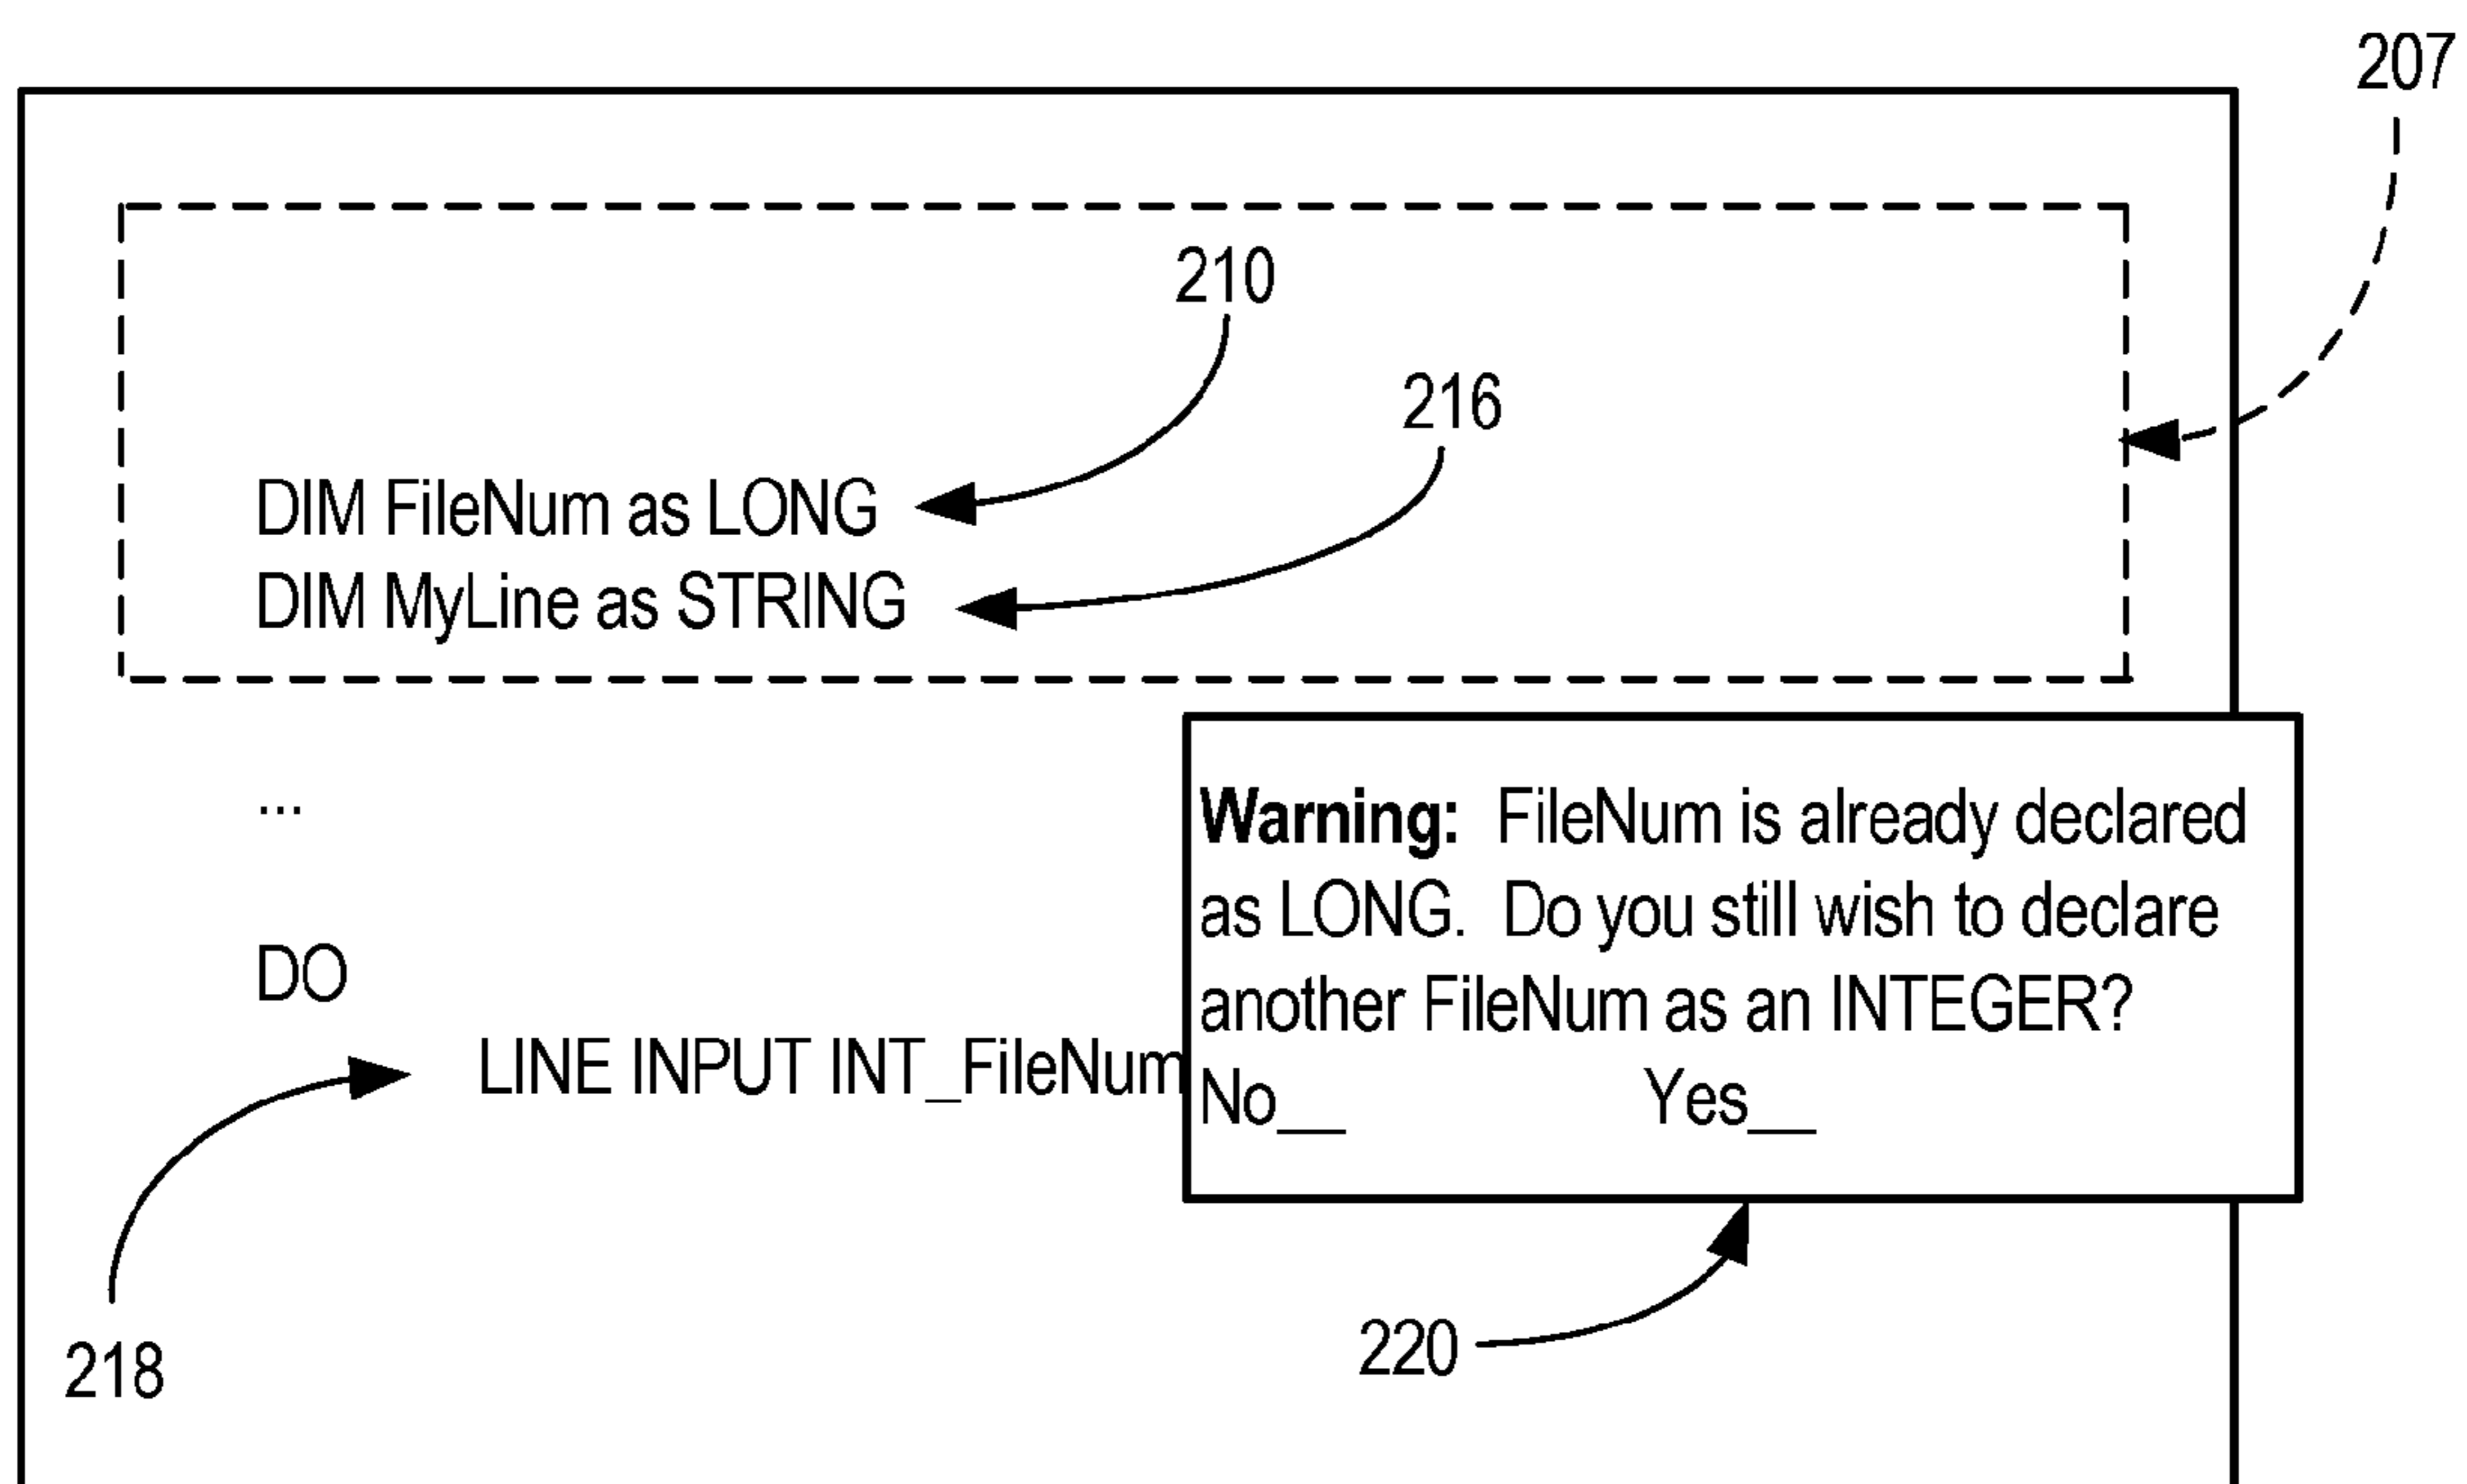 207
210
216
DIM FileNum as LONG
DIM MyLine as STRING
...
Warning: FileNum is already declared
as LONG. Do you still wish to declare
another FileNum as an INTEGER?
No__ Yes__
DO
LINE INPUT INT_FileNum
218
220